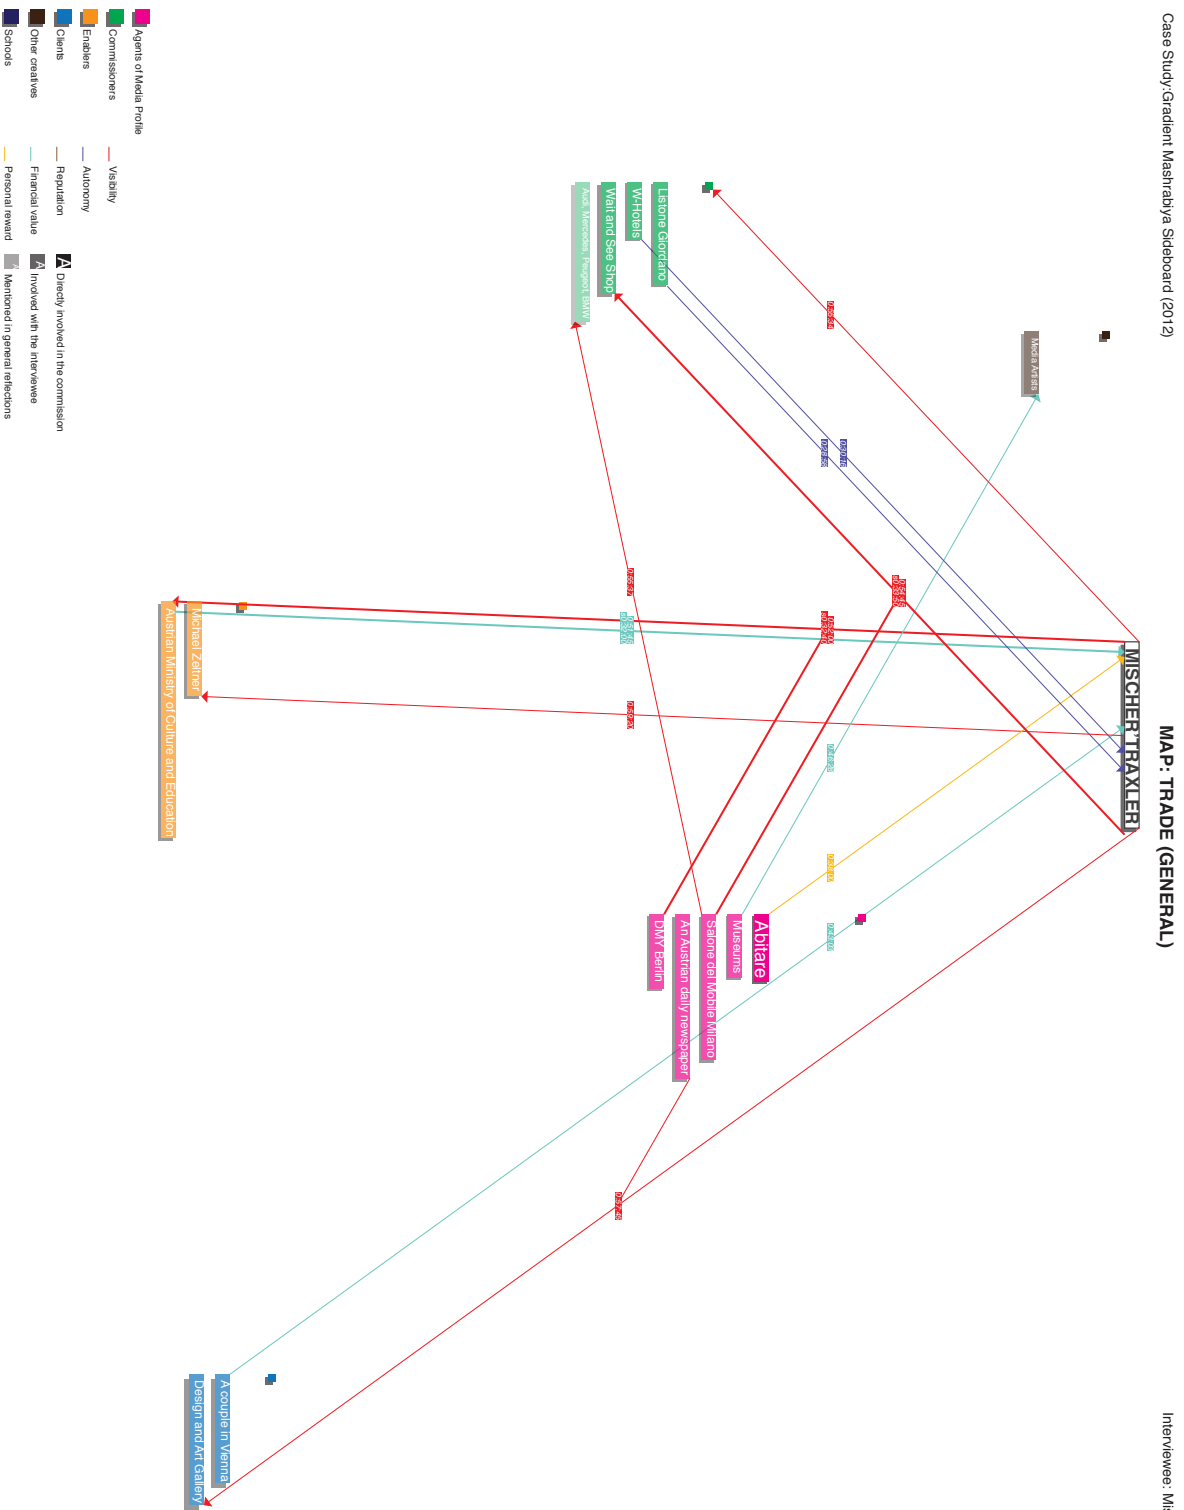 Case Study:Gradient Mashrabiya Sideboard (2012)
MAP: TRADE (GENERAL)
Interviewee: Mis
MISCHER'TRAXLER
Media Artists
Listone Giordano
W-Hotels
Wait and See Shop
Audi, Mercedes, Peugeot, BMW
Abitare
Museums
Salone del Mobile Milano
An Austrian daily newspaper
DMY Berlin
Michael Zeltner
Austrian Ministry of Culture and Education
A couple in Vienna
Design and Art Gallery
Agents of Media Profile
Commissioners
Enablers
Clients
Other creatives
Schools
Visibility
Autonomy
Reputation
Financial value
Personal reward
A Directly involved in the commission
A Involved with the interviewee
A Mentioned in general reflections